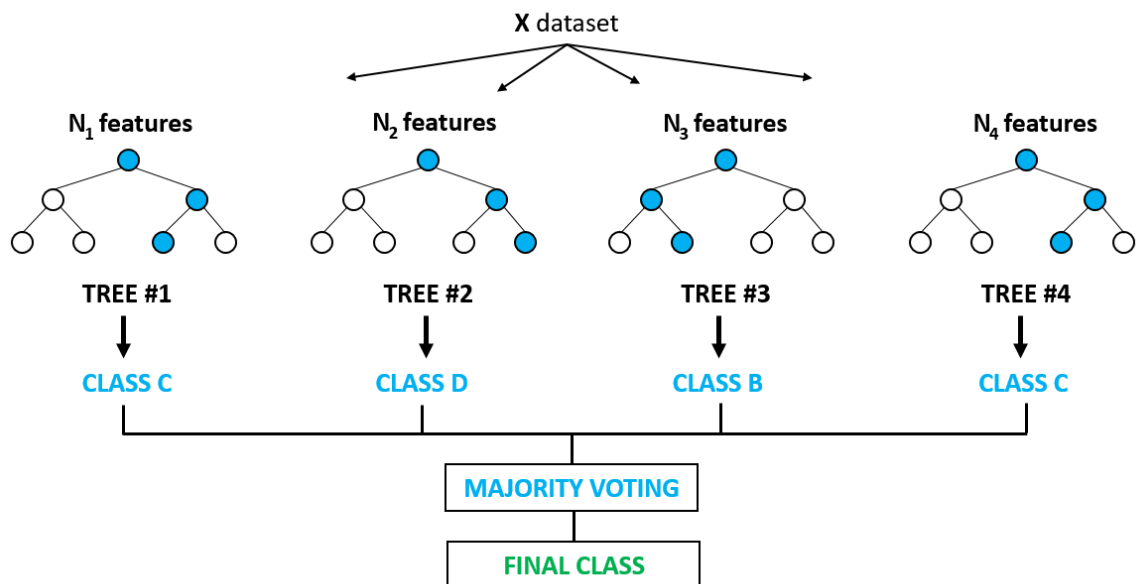 X dataset
N₁ features
N₂ features
N₃ features
N₄ features
TREE #1
TREE #2
TREE #3
TREE #4
CLASS C
CLASS D
CLASS B
CLASS C
MAJORITY VOTING
FINAL CLASS